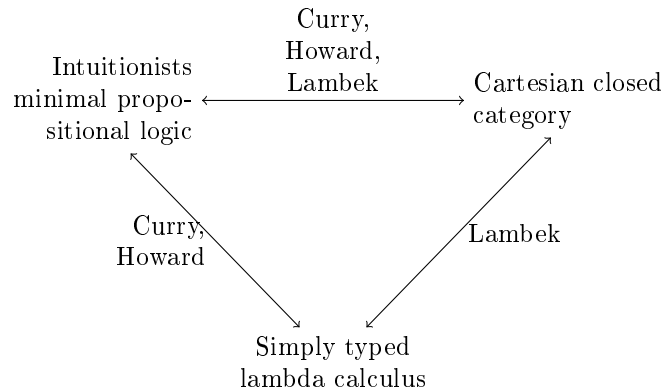 Curry,
Howard,
Lambek
Intuitionists
minimal propo-
sitional logic
Cartesian closed
category
Curry,
Howard
Lambek
Simply typed
lambda calculus